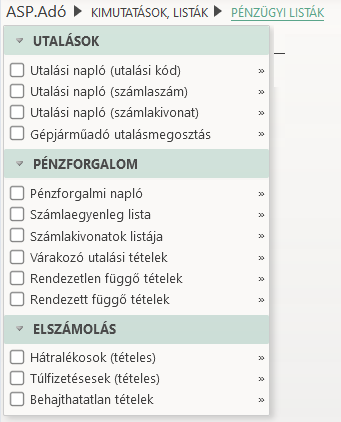 ASP.Adó ▶ KIMUTATÁSOK, LISTÁK ▶ PÉNZÜGYI LISTÁK
UTALÁSOK
Utalási napló (utalási kód) »
Utalási napló (számlaszám) »
Utalási napló (számlakivonat) »
Gépjárműadó utalásmegosztás »
PÉNZFORGALOM
Pénzforgalmi napló »
Számlaegyenleg lista »
Számlakivonatok listája »
Várakozó utalási tételek »
Rendezetlen függő tételek »
Rendezett függő tételek »
ELSZÁMOLÁS
Hátralékosok (tételes) »
Túlfizetésesek (tételes) »
Behajthatatlan tételek »